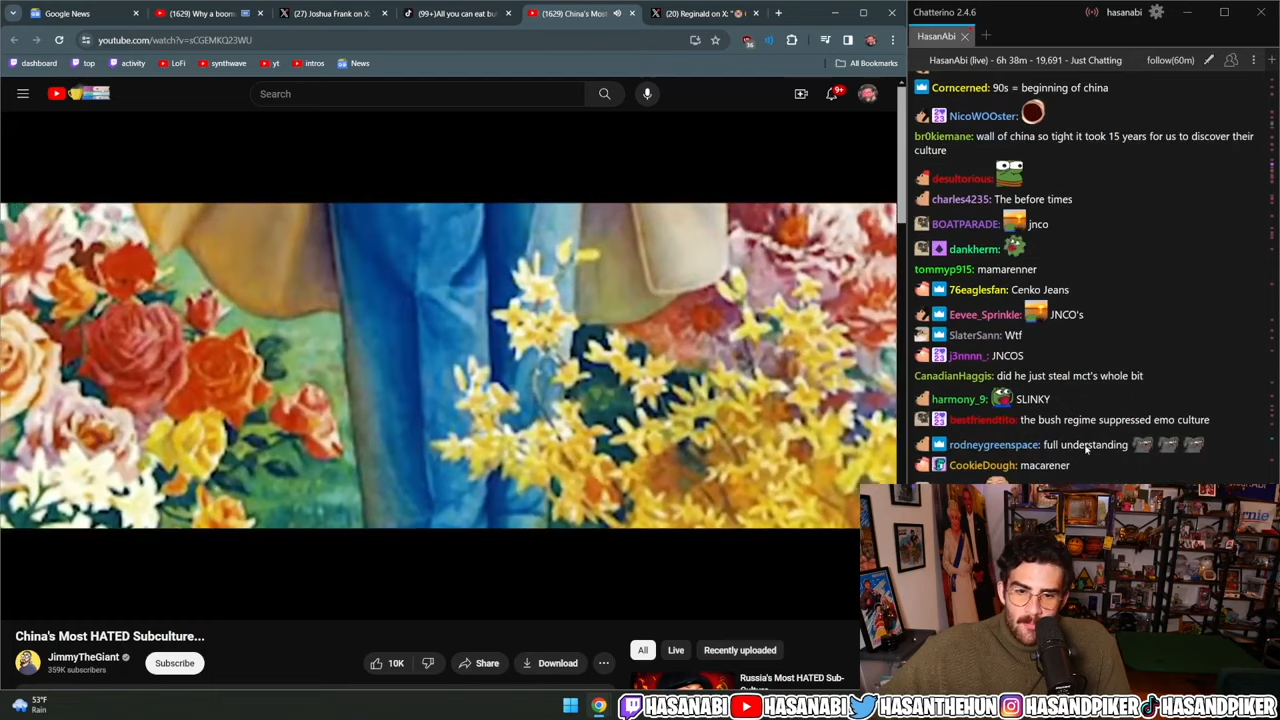 Google News
(1629) Why a boom
(27) Joshua Frank on X:
(99+)All you can eat bu
(1629) China's Most
(20) Reginald on X: "
Chatterino 2.4.6
hasanabi
youtube.com/watch?v=sCGEMKQ23WU
36
HasanAbi
dashboard
top
activity
LoFi
synthwave
yt
intros
News
All Bookmarks
HasanAbi (live) - 6h 38m - 19,691 - Just Chatting
follow(60m)
Search
9+
Corncerned: 90s = beginning of china
NicoWOOster:
br0kiemane: wall of china so tight it took 15 years for us to discover their
culture
desultorious:
charles4235: The before times
BOATPARADE: jnco
dankherm:
tommyp915: mamarenner
76eaglesfan: Cenko Jeans
Eevee_Sprinkle: JNCO's
SlaterSann: Wtf
j3nnnn_: JNCOS
CanadianHaggis: did he just steal mct's whole bit
harmony_9: SLINKY
bestfriendtito: the bush regime suppressed emo culture
rodneygreenspace: full understanding
CookieDough: macarener
ernie
China's Most HATED Subculture...
JimmyTheGiant
359K subscribers
Subscribe
10K
Share
Download
All
Live
Recently uploaded
Russia's Most HATED Sub-
53°F
Rain
HASANABI
HASANABI
HASANTHEHUN
HASANDPIKER
HASANDPIKER